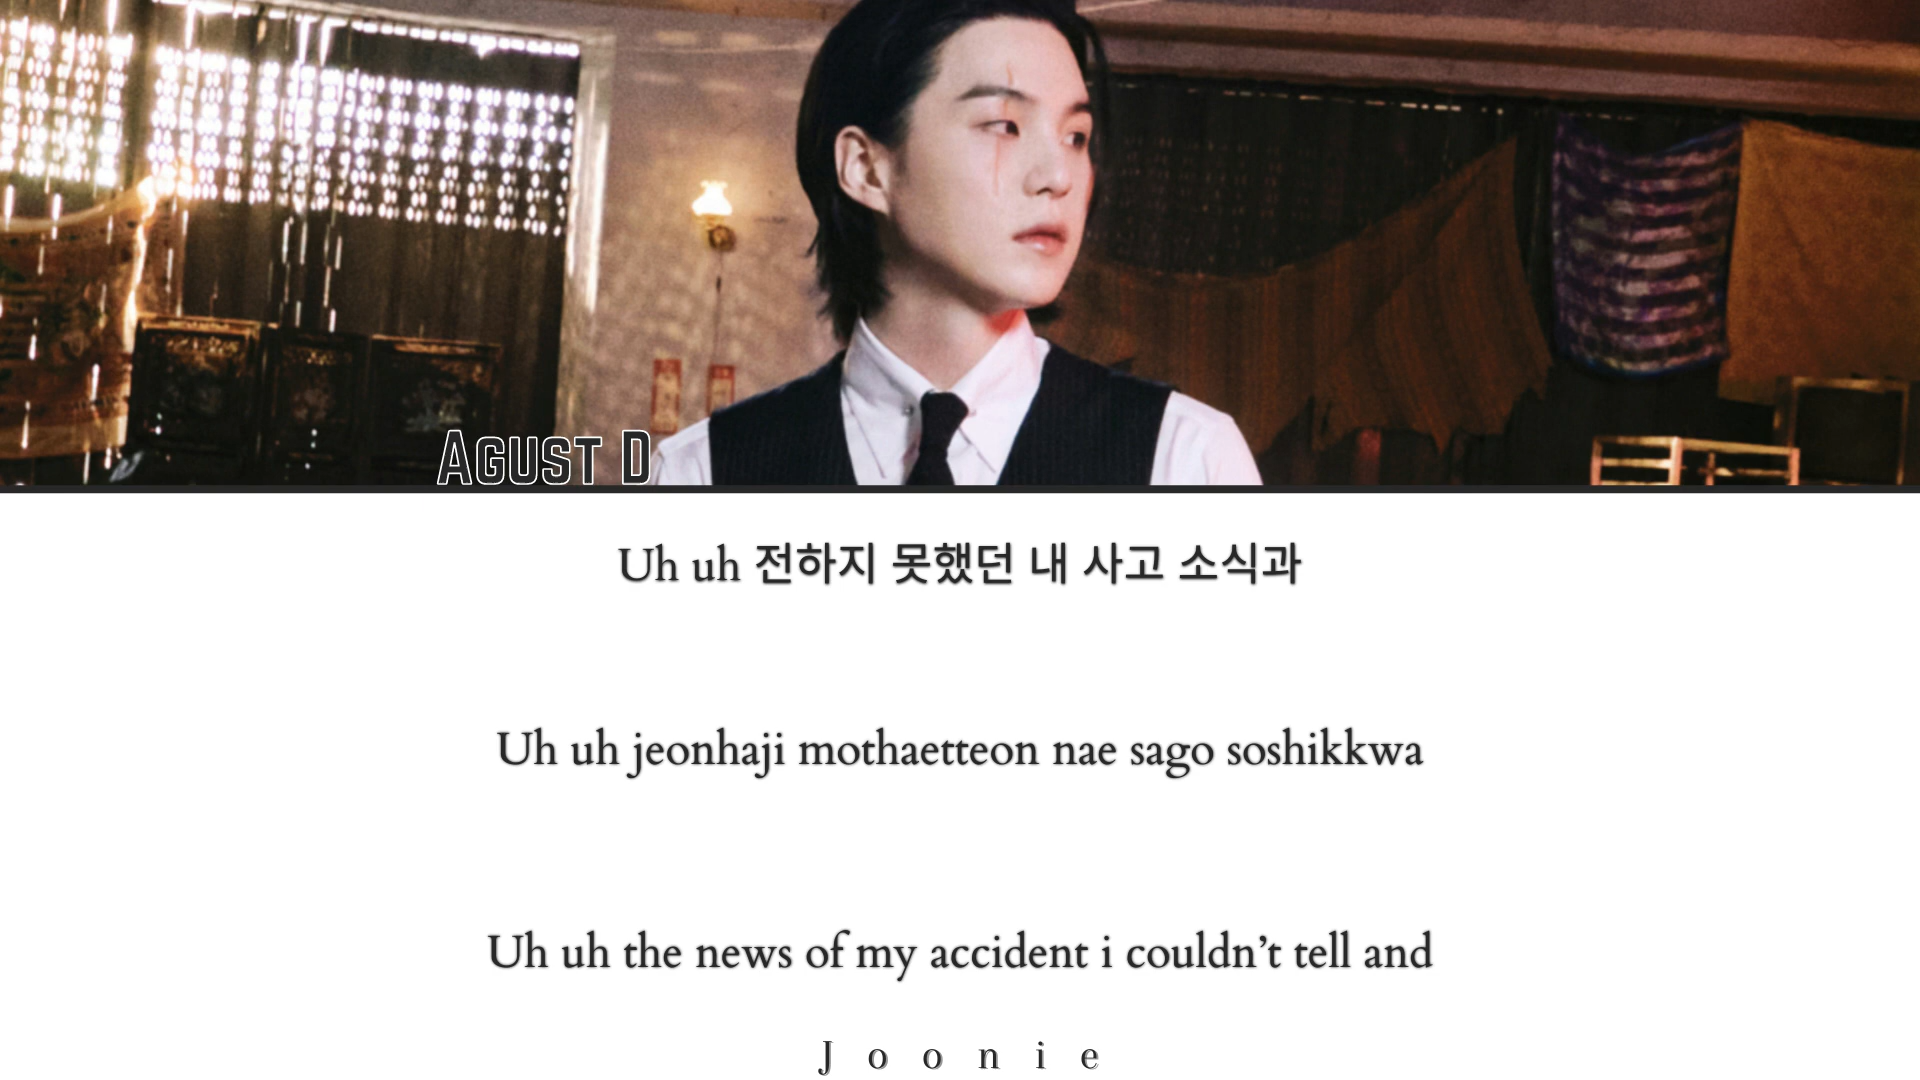 Agust D
Uh uh 전하지 못했던 내 사고 소식과
Uh uh jeonhaji mothaetteon nae sago soshikkwa
Uh uh the news of my accident i couldn’t tell and
Joonie